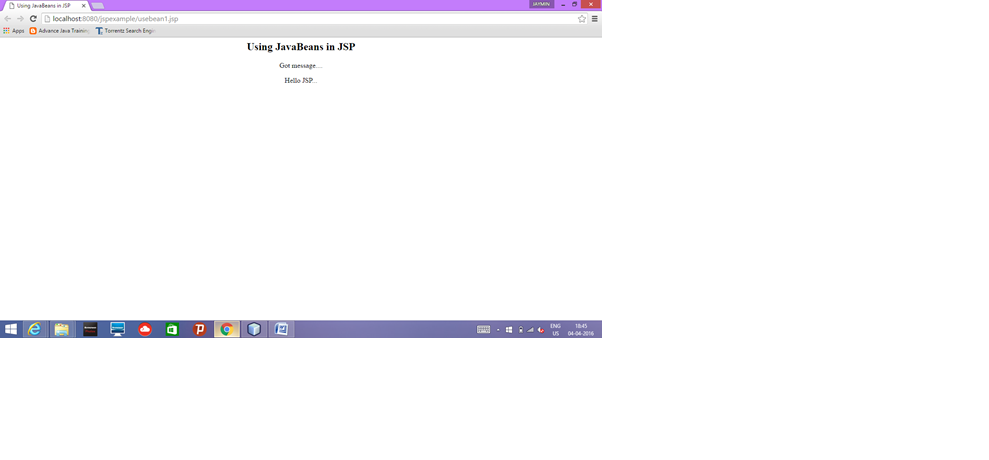 Using JavaBeans in JSP
JAYMIN
localhost:8080/jspexample/usebean1.jsp
Apps Advance Java Training Torrentz Search Engin
Using JavaBeans in JSP
Got message....
Hello JSP...
ENG 18:45
US 04-04-2016